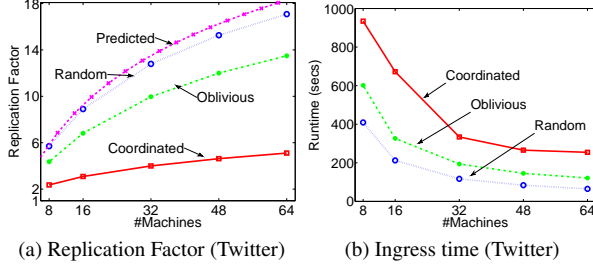 18
14
10
6
2
1
Replication Factor
Predicted
Random
Oblivious
Coordinated
8 16 32 48 64
#Machines
(a) Replication Factor (Twitter)
1000
800
600
400
200
0
Runtime (secs)
Coordinated
Oblivious
Random
8 16 32 48 64
#Machines
(b) Ingress time (Twitter)